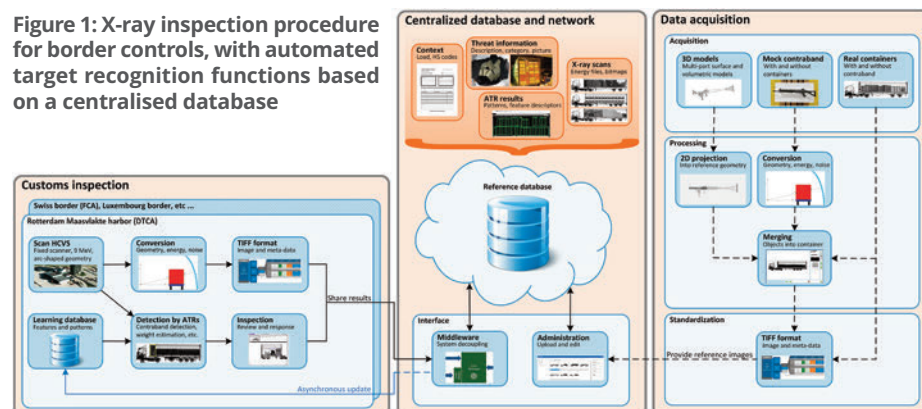 Figure 1: X-ray inspection procedure
for border controls, with automated
target recognition functions based
on a centralised database
Customs inspection
Swiss border (FCA), Luxembourg border, etc ...
Rotterdam Maasvlakte harbor (DTCA)
Scan HCVS
Fixed scanner, 9 MeV,
arc-shaped geometry
Conversion
Geometry, energy, noise
TIFF format
Image and meta-data
Learning database
Features and patterns
Detection by ATRs
Contraband detection,
weight estimation, etc.
Inspection
Review and response
Share results
Asynchronous update
Centralized database and network
Context
Load, HS codes
Threat information
Description, category, picture
X-ray scans
Energy files, bitmaps
ATR results
Patterns, feature descriptors
Reference database
Interface
Middleware
System decoupling
Administration
Upload and edit
Data acquisition
Acquisition
3D models
Multi-part surface and
volumetric models
Mock contraband
With and without
containers
Real containers
With and without
contraband
Processing
2D projection
Into reference geometry
Conversion
Geometry, energy, noise
Merging
Objects into container
Standardization
TIFF format
Image and meta-data
Provide reference images